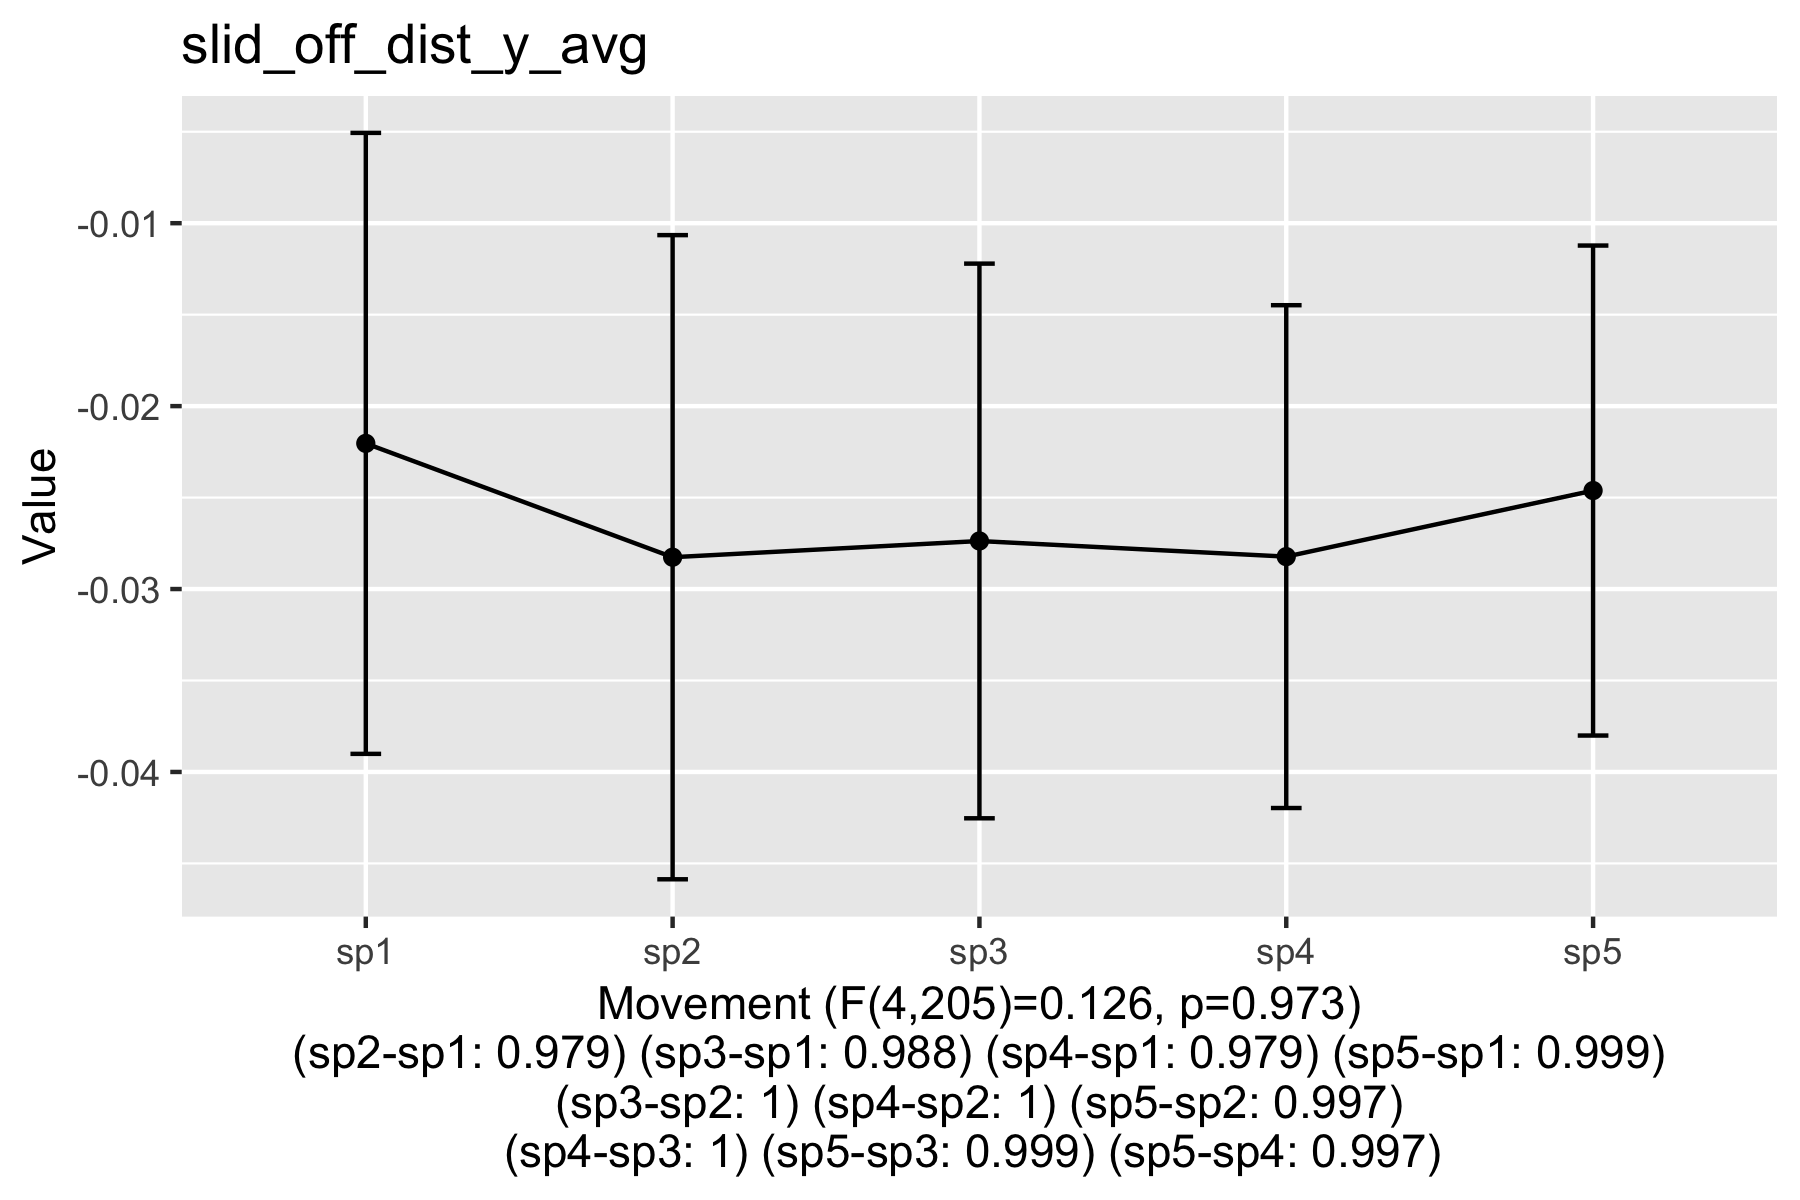 slid_off_dist_y_avg
Value
-0.01
-0.02
-0.03
-0.04
sp1 sp2 sp3 sp4 sp5
Movement (F(4,205)=0.126, p=0.973)
(sp2-sp1: 0.979) (sp3-sp1: 0.988) (sp4-sp1: 0.979) (sp5-sp1: 0.999)
(sp3-sp2: 1) (sp4-sp2: 1) (sp5-sp2: 0.997)
(sp4-sp3: 1) (sp5-sp3: 0.999) (sp5-sp4: 0.997)